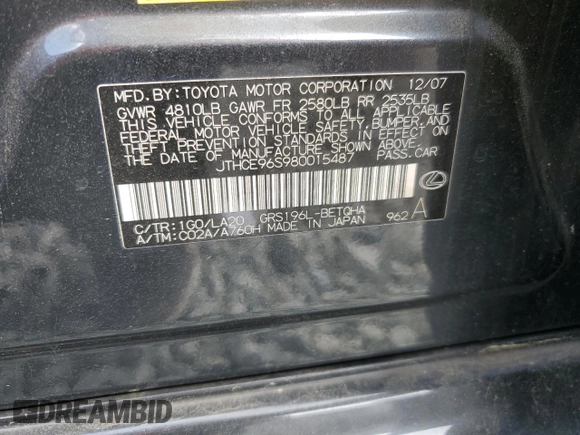 MFD. BY: TOYOTA MOTOR CORPORATION 12/07
GVWR 4810LB GAWR FR 2580LB RR 2535LB
THIS VEHICLE CONFORMS TO ALL APPLICABLE
FEDERAL MOTOR VEHICLE SAFETY, BUMPER, AND
THEFT PREVENTION STANDARDS IN EFFECT ON
THE DATE OF MANUFACTURE SHOWN ABOVE.
JTHCE96S980015487 PASS.CAR
C/TR:1G0/LA20 GRS196L-BETQHA
A/TM:C02A/A760H MADE IN JAPAN 962 A
DREAMBID